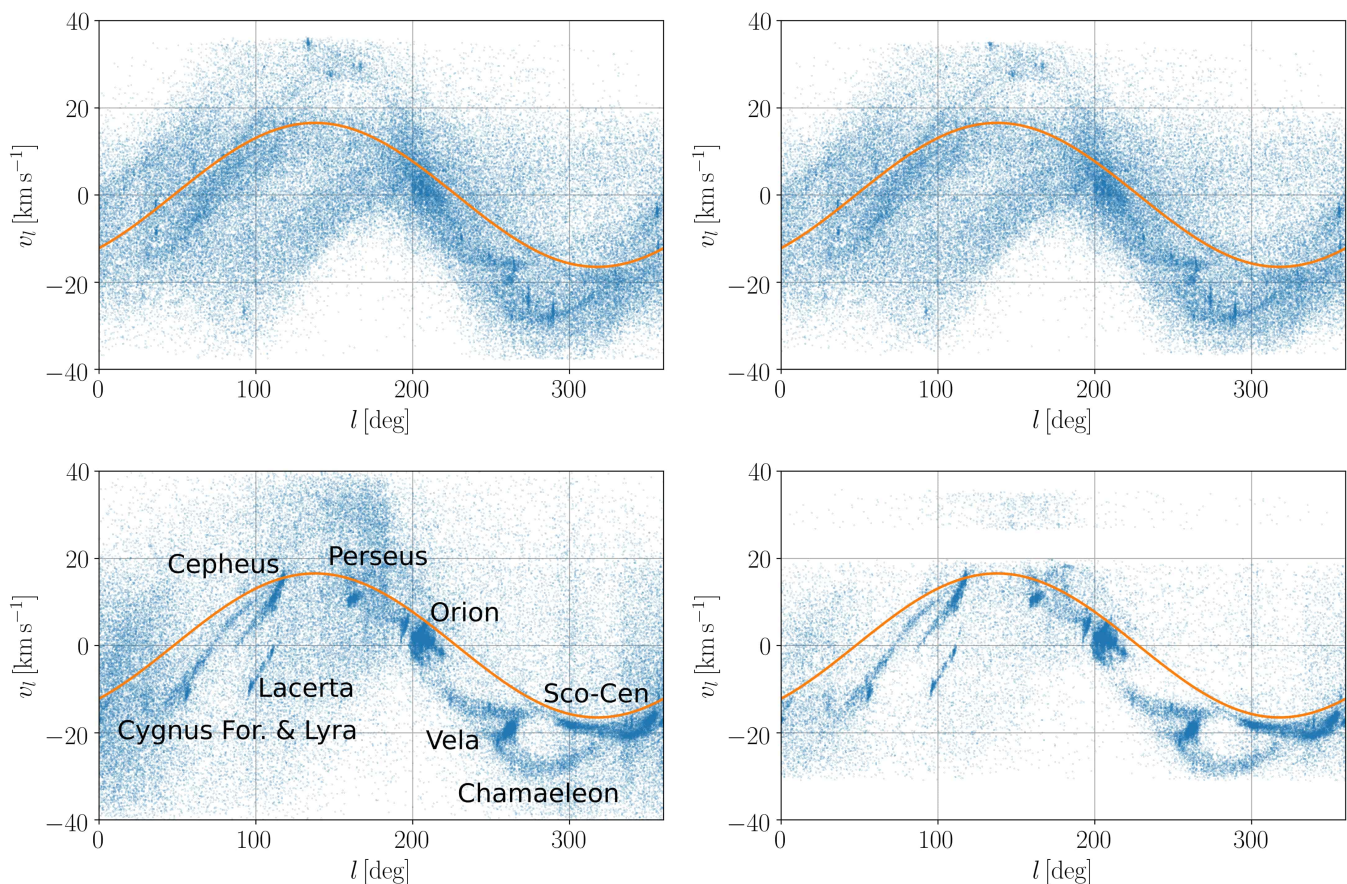 40
20
0
−20
−40
0
100
200
300
l [deg]
v_l [km s⁻¹]
40
20
0
−20
−40
0
100
200
300
l [deg]
v_l [km s⁻¹]
40
20
0
−20
−40
0
100
200
300
l [deg]
v_l [km s⁻¹]
Cepheus
Perseus
Orion
Lacerta
Sco-Cen
Cygnus For. & Lyra
Vela
Chamaeleon
40
20
0
−20
−40
0
100
200
300
l [deg]
v_l [km s⁻¹]